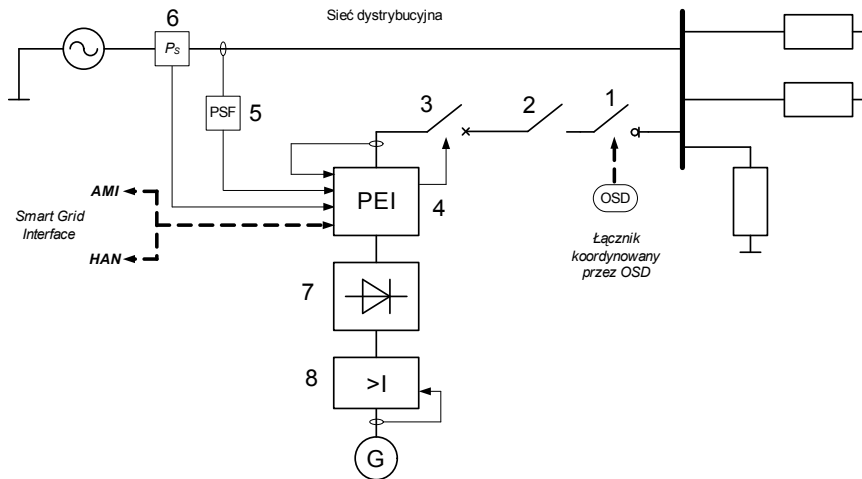 6
Sieć dystrybucyjna
Ps
3
2
1
PSF
5
PEI
4
OSD
AMI
Smart Grid
Interface
HAN
Łącznik
koordynowany
przez OSD
7
8
>I
G